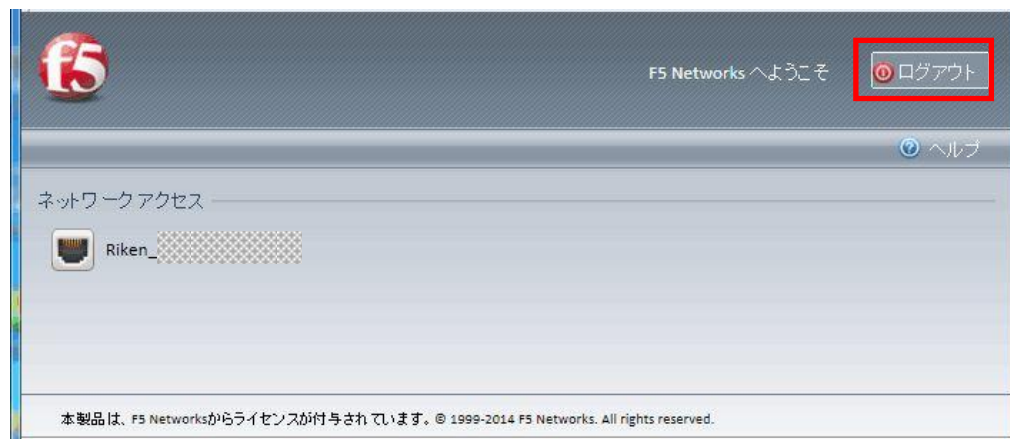 f5
F5 Networks へようこそ
ログアウト
ヘルプ
ネットワーク アクセス
Riken_
本製品は、F5 Networksからライセンスが付与されています。© 1999-2014 F5 Networks. All rights reserved.